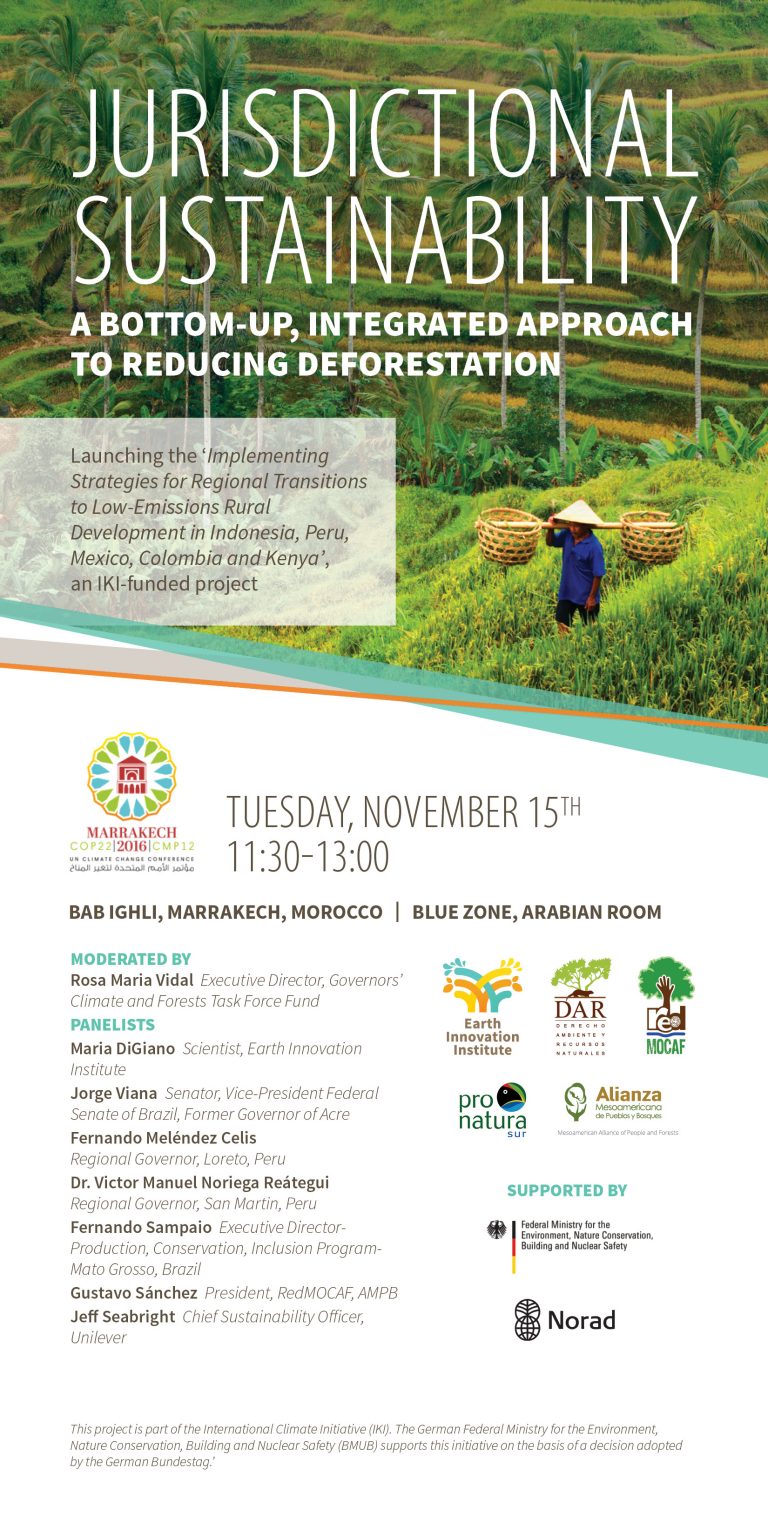 JURISDICTIONAL
SUSTAINABILITY
A BOTTOM-UP, INTEGRATED APPROACH
TO REDUCING DEFORESTATION
Launching the ‘Implementing
Strategies for Regional Transitions
to Low-Emissions Rural
Development in Indonesia, Peru,
Mexico, Colombia and Kenya’,
an IKI-funded project
MARRAKECH
COP22|2016|CMP12
UN CLIMATE CHANGE CONFERENCE
مؤتمر الأمم المتحدة لتغير المناخ
TUESDAY, NOVEMBER 15TH
11:30-13:00
BAB IGHLI, MARRAKECH, MOROCCO | BLUE ZONE, ARABIAN ROOM
MODERATED BY
Rosa Maria Vidal Executive Director, Governors’
Climate and Forests Task Force Fund
PANELISTS
Maria DiGiano Scientist, Earth Innovation
Institute
Jorge Viana Senator, Vice-President Federal
Senate of Brazil, Former Governor of Acre
Fernando Meléndez Celis
Regional Governor, Loreto, Peru
Dr. Victor Manuel Noriega Reátegui
Regional Governor, San Martin, Peru
Fernando Sampaio Executive Director-
Production, Conservation, Inclusion Program-
Mato Grosso, Brazil
Gustavo Sánchez President, RedMOCAF, AMPB
Jeff Seabright Chief Sustainability Officer,
Unilever
Earth
Innovation
Institute
DAR
DERECHO
AMBIENTE Y
RECURSOS
NATURALES
red
MOCAF
pro
natura
sur
Alianza
Mesoamericana
de Pueblos y Bosques
Mesoamerican Alliance of People and Forests
SUPPORTED BY
Federal Ministry for the
Environment, Nature Conservation,
Building and Nuclear Safety
Norad
This project is part of the International Climate Initiative (IKI). The German Federal Ministry for the Environment,
Nature Conservation, Building and Nuclear Safety (BMUB) supports this initiative on the basis of a decision adopted
by the German Bundestag.’